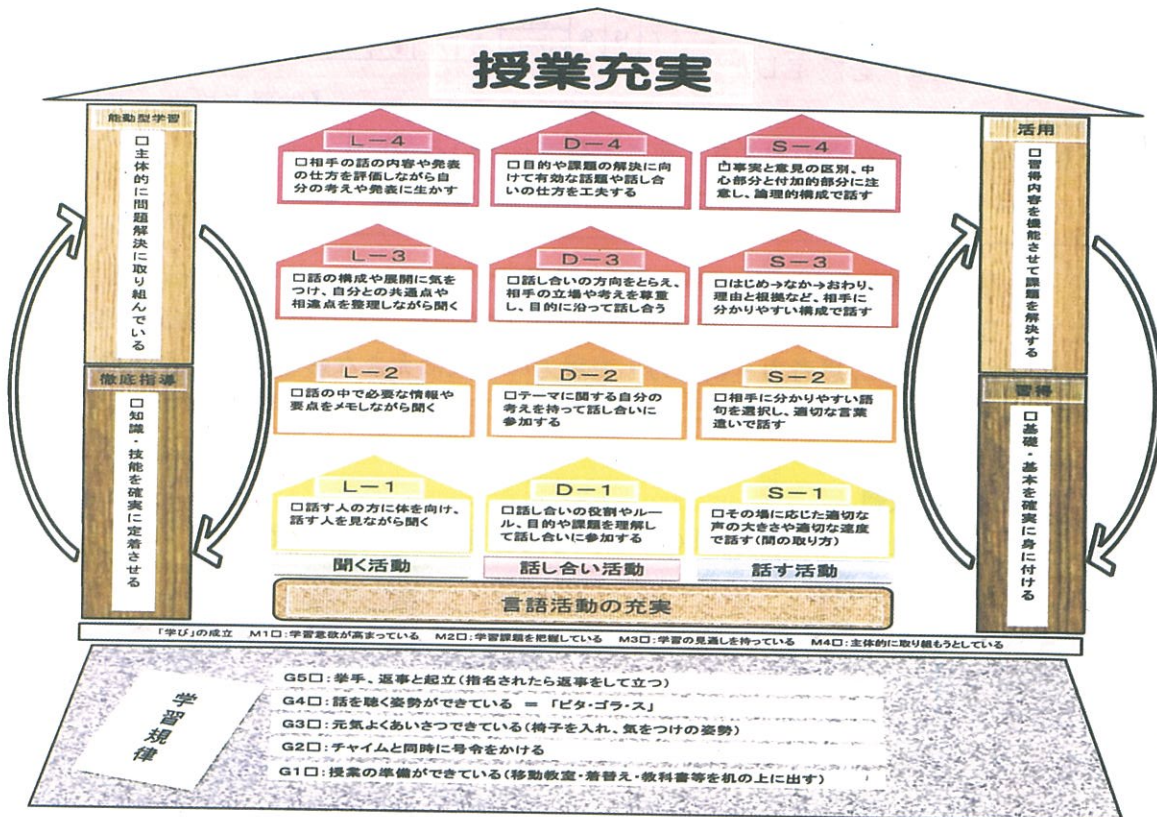 授業充実
能動型学習
□主体的に問題解決に取り組んでいる
徹底指導
□知識・技能を確実に定着させる
L-4
□相手の話の内容や発表
の仕方を評価しながら自
分の考えや発表に生かす
D-4
□目的や課題の解決に向
けて有効な話題や話し合
いの仕方を工夫する
S-4
□事実と意見の区別、中
心部分と付加的部分に注
意し、論理的構成で話す
L-3
□話の構成や展開に気を
つけ、自分との共通点や
相違点を整理しながら聞く
D-3
□話し合いの方向をとらえ、
相手の立場や考えを尊重
し、目的に沿って話し合う
S-3
□はじめ→なか→おわり、
理由と根拠など、相手に
分かりやすい構成で話す
L-2
□話の中で必要な情報や
要点をメモしながら聞く
D-2
□テーマに関する自分の
考えを持って話し合いに
参加する
S-2
□相手に分かりやすい語
句を選択し、適切な言葉
遣いで話す
L-1
□話す人の方に体を向け、
話す人を見ながら聞く
D-1
□話し合いの役割やルー
ル、目的や課題を理解し
て話し合いに参加する
S-1
□その場に応じた適切な
声の大きさや適切な速度
で話す(間の取り方)
聞く活動
話し合い活動
話す活動
言語活動の充実
活用
□習得内容を機能させて課題を解決する
習得
□基礎・基本を確実に身に付ける
「学び」の成立 M1□:学習意欲が高まっている M2□:学習課題を把握している M3□:学習の見通しを持っている M4□:主体的に取り組もうとしている
学習規律
G5□:挙手、返事と起立(指名されたら返事をして立つ)
G4□:話を聴く姿勢ができている = 「ピタ・ゴラ・ス」
G3□:元気よくあいさつできている(椅子を入れ、気をつけの姿勢)
G2□:チャイムと同時に号令をかける
G1□:授業の準備ができている(移動教室・着替え・教科書等を机の上に出す)